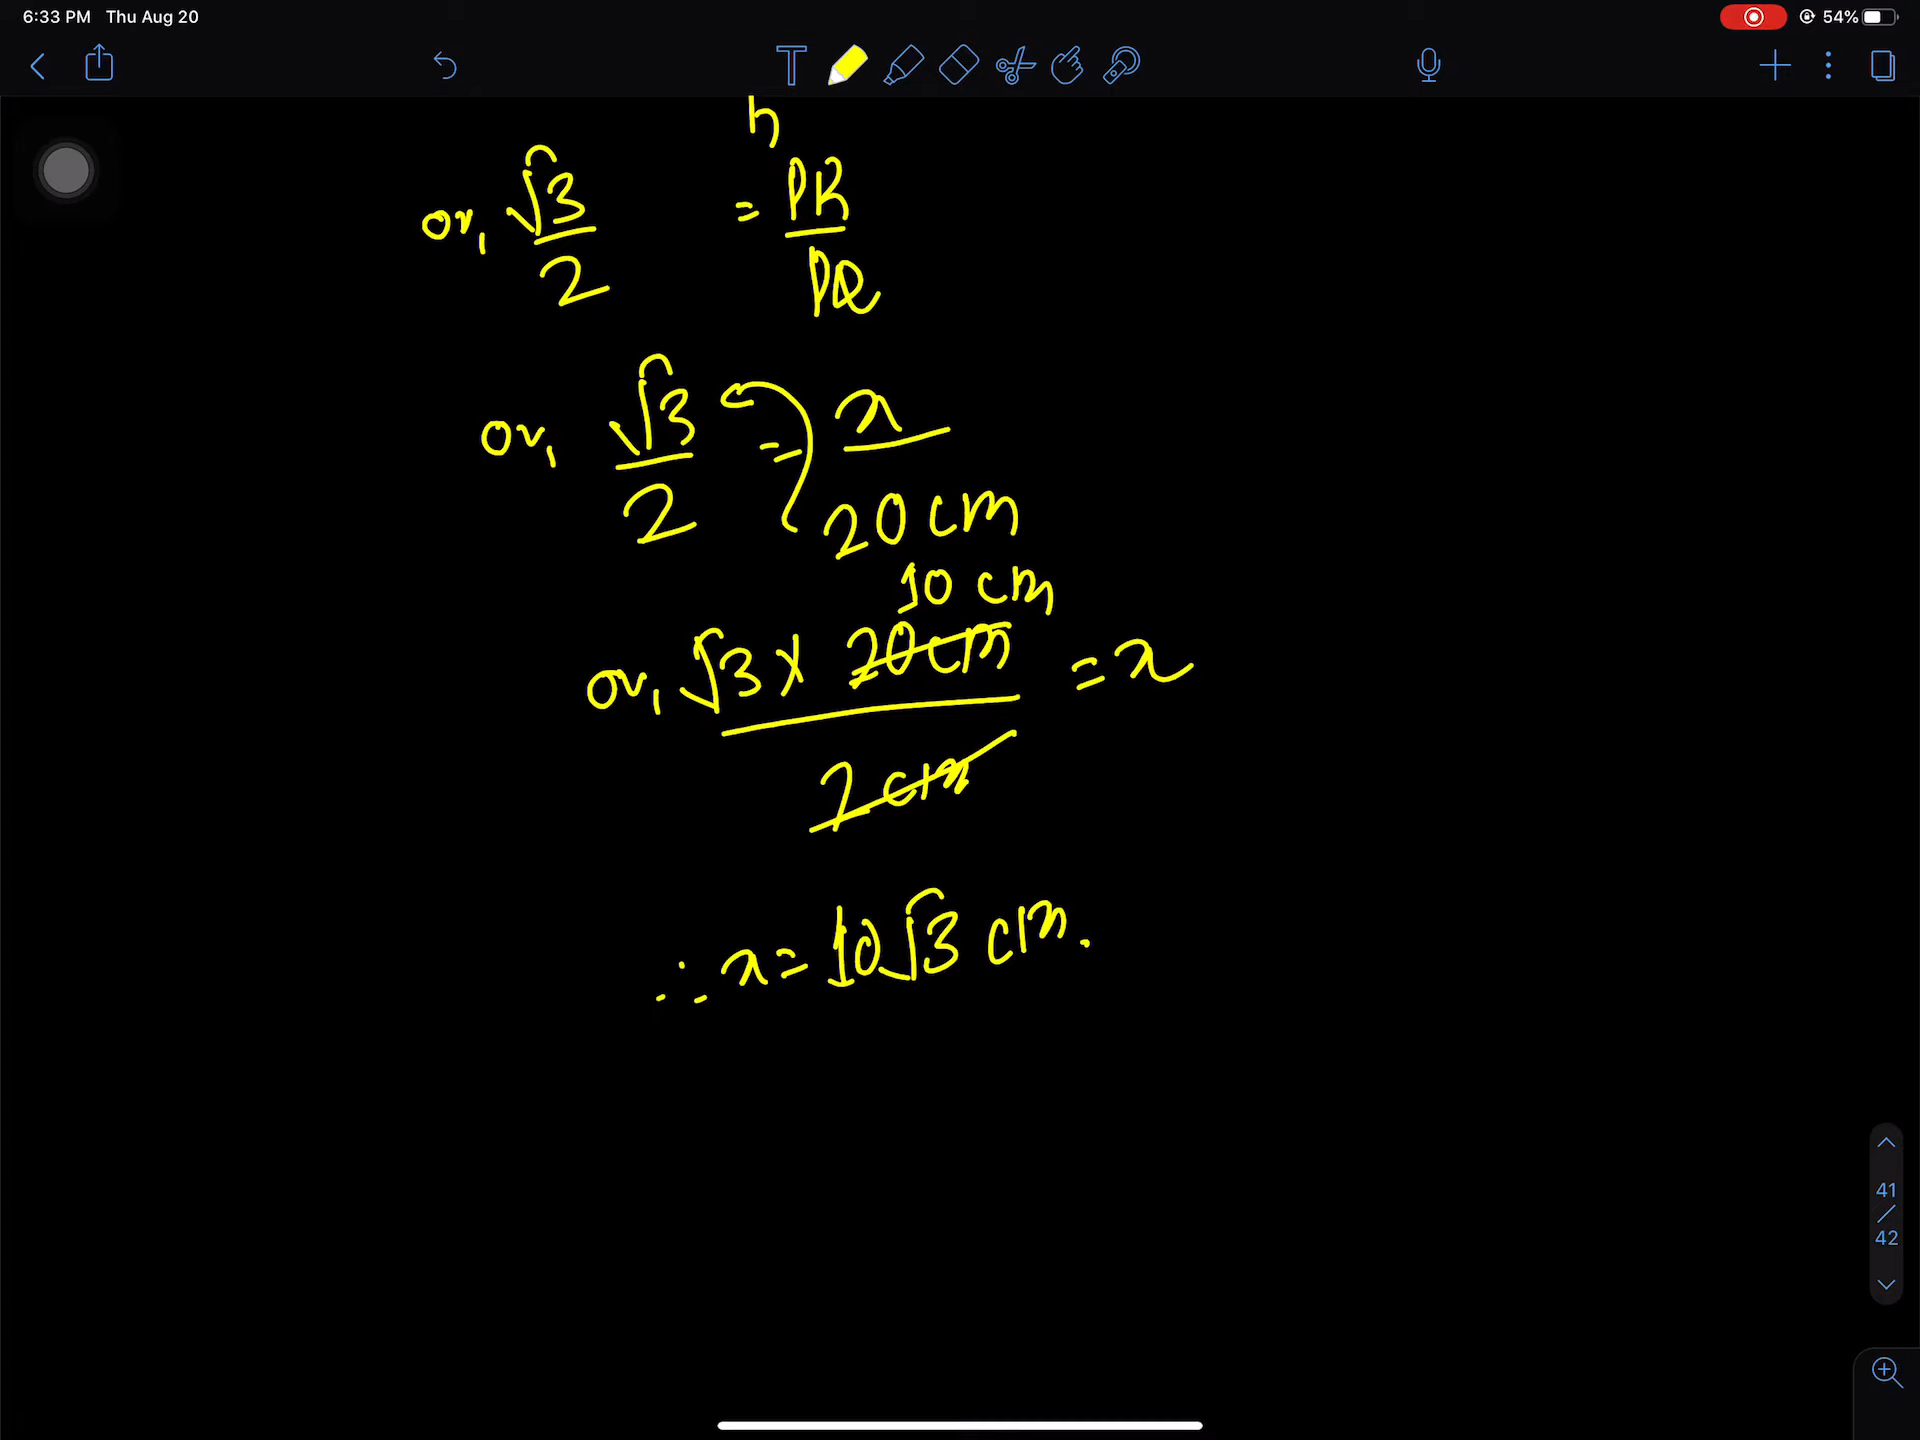 6:33 PM Thu Aug 20
54%
T
h
or, √3/2 = PR/PQ
or, √3/2 = x/20 cm
10 cm
or, √3 × 20 cm/2 cm = x
∴ x = 10√3 cm.
41
/
42